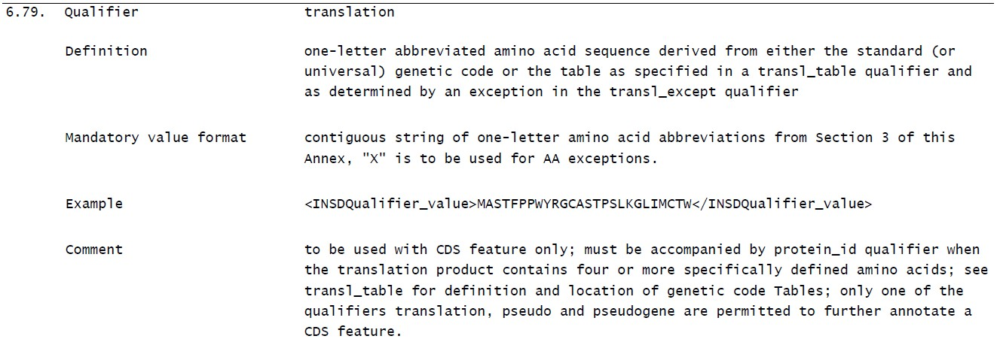 6.79. Qualifier translation
Definition one-letter abbreviated amino acid sequence derived from either the standard (or
universal) genetic code or the table as specified in a transl_table qualifier and
as determined by an exception in the transl_except qualifier
Mandatory value format contiguous string of one-letter amino acid abbreviations from Section 3 of this
Annex, "X" is to be used for AA exceptions.
Example <INSDQualifier_value>MASTFPPWYRGCASTPSLKGLIMCTW</INSDQualifier_value>
Comment to be used with CDS feature only; must be accompanied by protein_id qualifier when
the translation product contains four or more specifically defined amino acids; see
transl_table for definition and location of genetic code Tables; only one of the
qualifiers translation, pseudo and pseudogene are permitted to further annotate a
CDS feature.